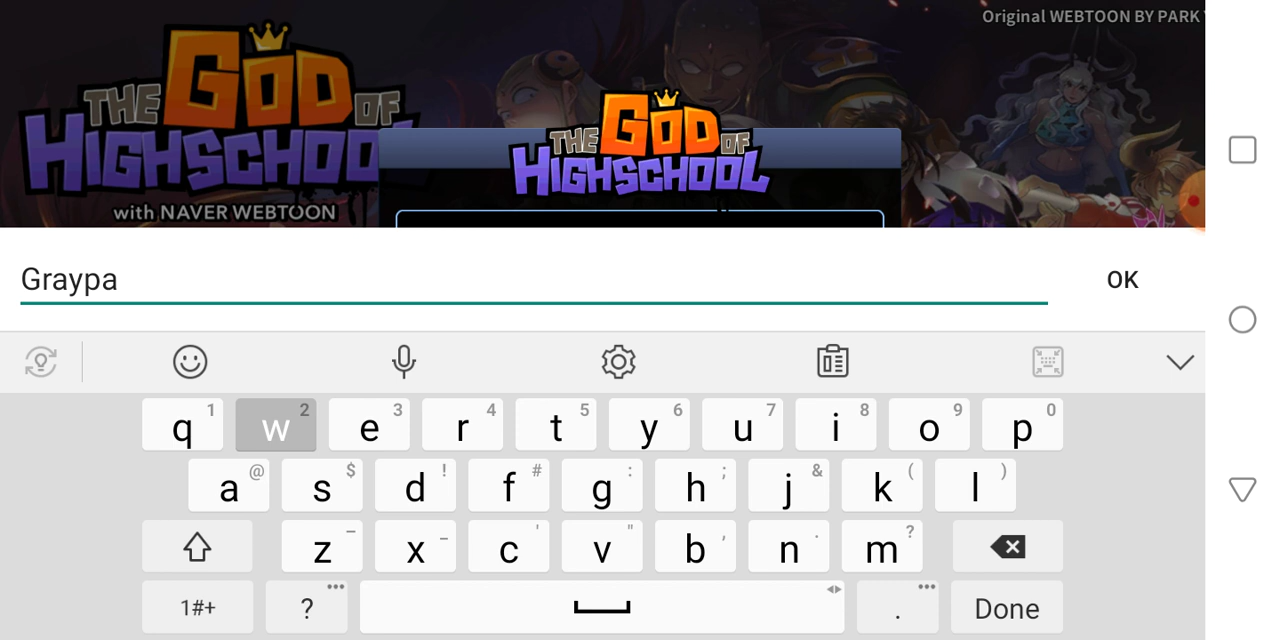 Original WEBTOON BY PARK
THE GOD OF
HIGHSCHOO
with NAVER WEBTOON
THE GOD OF
HIGHSCHOOL
Graypa
OK
q 1 w 2 e 3 r 4 t 5 y 6 u 7 i 8 o 9 p 0
a @ s $ d ! f # g : h ; j & k ( l )
z – x - c ' v " b , n . m ?
1#+ ? . Done